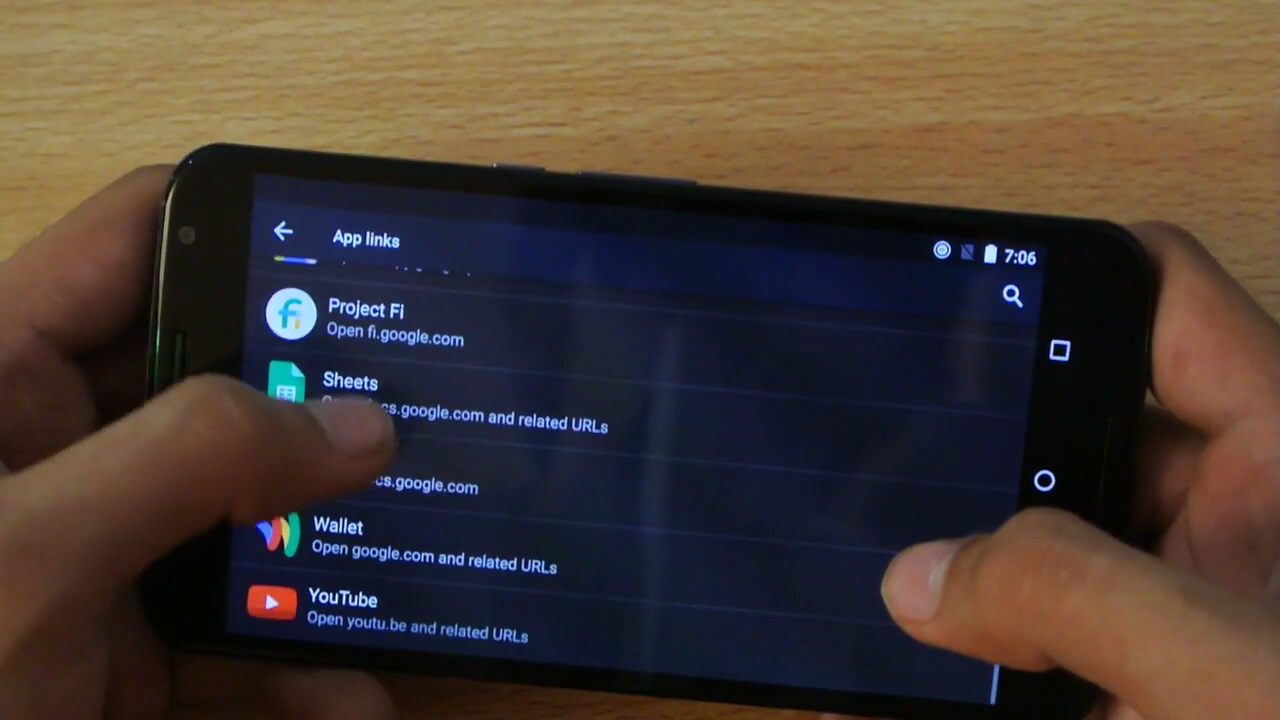 App links
7:06
Project Fi
Open fi.google.com
Sheets
cs.google.com and related URLs
cs.google.com
Wallet
Open google.com and related URLs
YouTube
Open youtu.be and related URLs